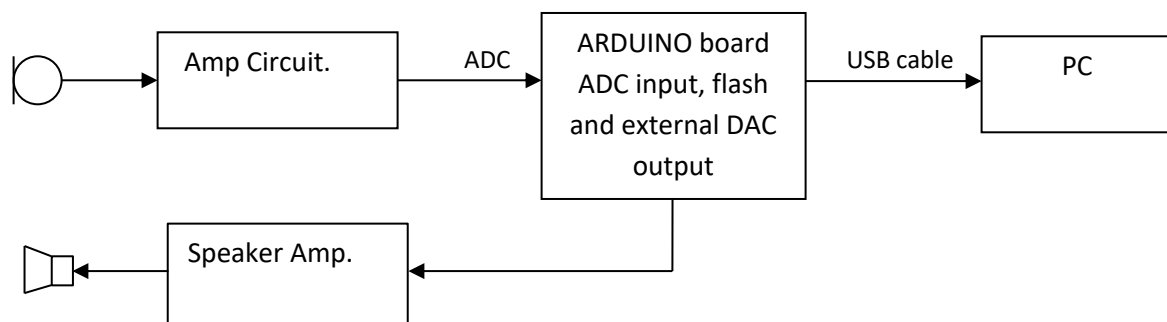 Amp Circuit.
ADC
ARDUINO board
ADC input, flash
and external DAC
output
USB cable
PC
Speaker Amp.